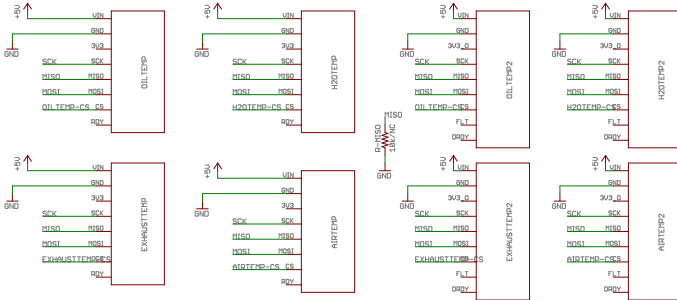 +5V
VIN
GND
GND
3V3
SCK
SCK
MISO
MISO
MOSI
MOSI
OILTEMP-CS
CS
RDY
OILTEMP
+5V
VIN
GND
GND
3V3
SCK
SCK
MISO
MISO
MOSI
MOSI
H2OTEMP-CS
CS
RDY
H2OTEMP
MISO
R-MISO
10k/NC
GND
+5V
VIN
GND
GND
3V3_O
SCK
SCK
MISO
MISO
MOSI
MOSI
OILTEMP-CS
CS
FLT
DRDY
OILTEMP2
+5V
VIN
GND
GND
3V3_O
SCK
SCK
MISO
MISO
MOSI
MOSI
H2OTEMP-CS
CS
FLT
DRDY
H2OTEMP2
+5V
VIN
GND
GND
3V3
SCK
SCK
MISO
MISO
MOSI
MOSI
EXHAUSTTEMP-CS
CS
RDY
EXHAUSTTEMP
+5V
VIN
GND
GND
3V3
SCK
SCK
MISO
MISO
MOSI
MOSI
AIRTEMP-CS
CS
RDY
AIRTEMP
+5V
VIN
GND
GND
3V3_O
SCK
SCK
MISO
MISO
MOSI
MOSI
EXHAUSTTEMP-CS
CS
FLT
DRDY
EXHAUSTTEMP2
+5V
VIN
GND
GND
3V3_O
SCK
SCK
MISO
MISO
MOSI
MOSI
AIRTEMP-CS
CS
FLT
DRDY
AIRTEMP2